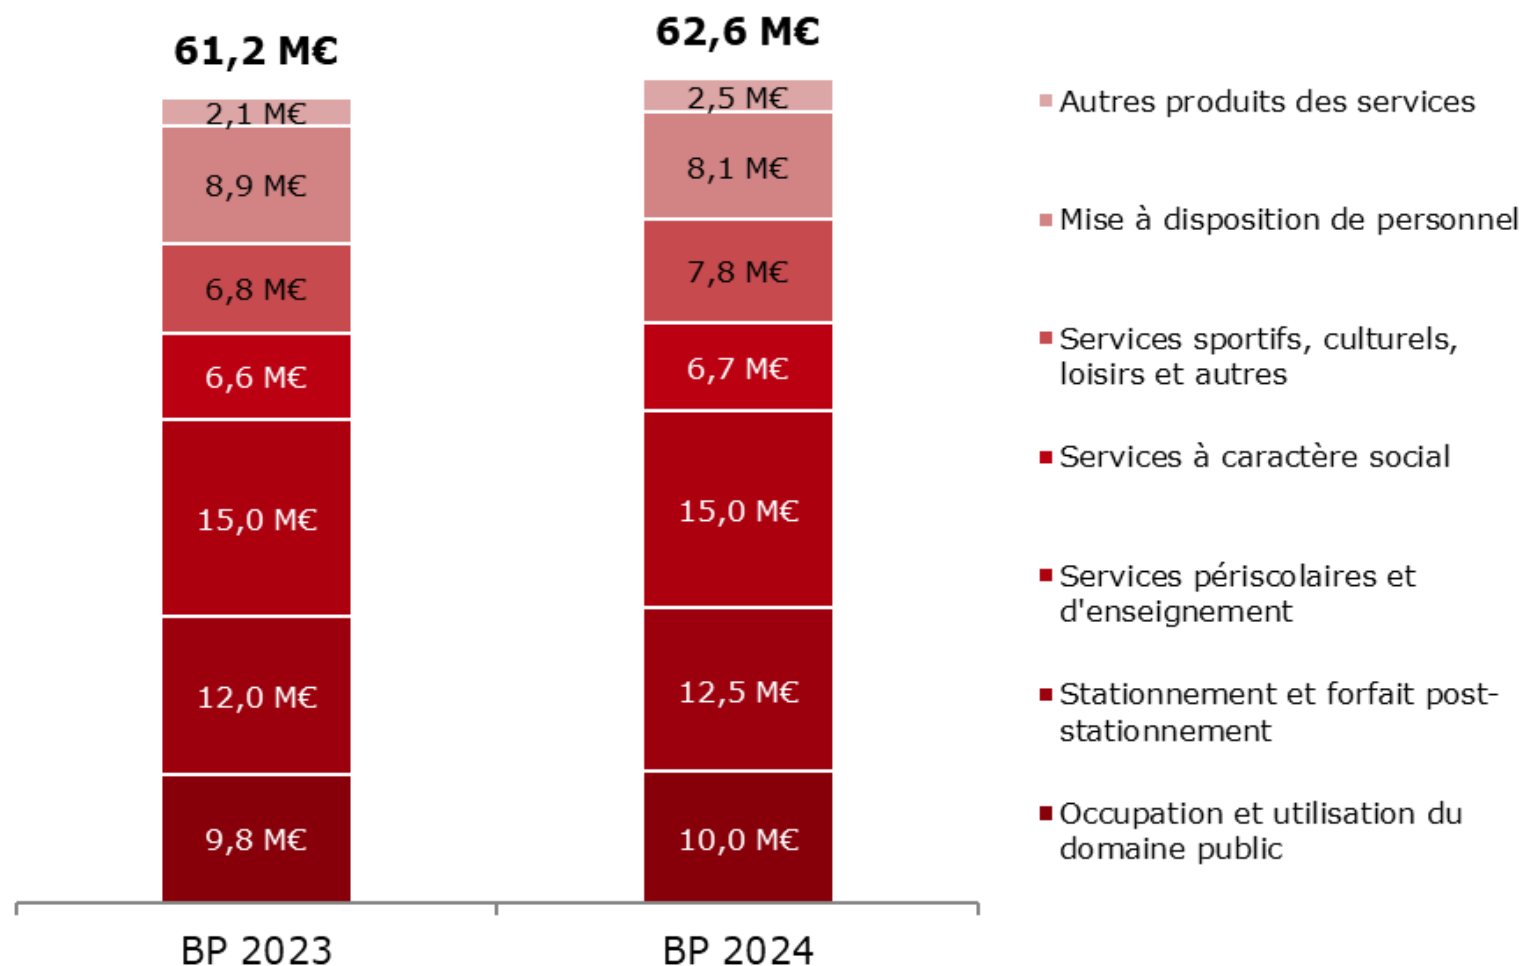 61,2 M€
62,6 M€
2,1 M€
8,9 M€
6,8 M€
6,6 M€
15,0 M€
12,0 M€
9,8 M€
2,5 M€
8,1 M€
7,8 M€
6,7 M€
15,0 M€
12,5 M€
10,0 M€
BP 2023
BP 2024
Autres produits des services
Mise à disposition de personnel
Services sportifs, culturels,
loisirs et autres
Services à caractère social
Services périscolaires et
d'enseignement
Stationnement et forfait post-
stationnement
Occupation et utilisation du
domaine public